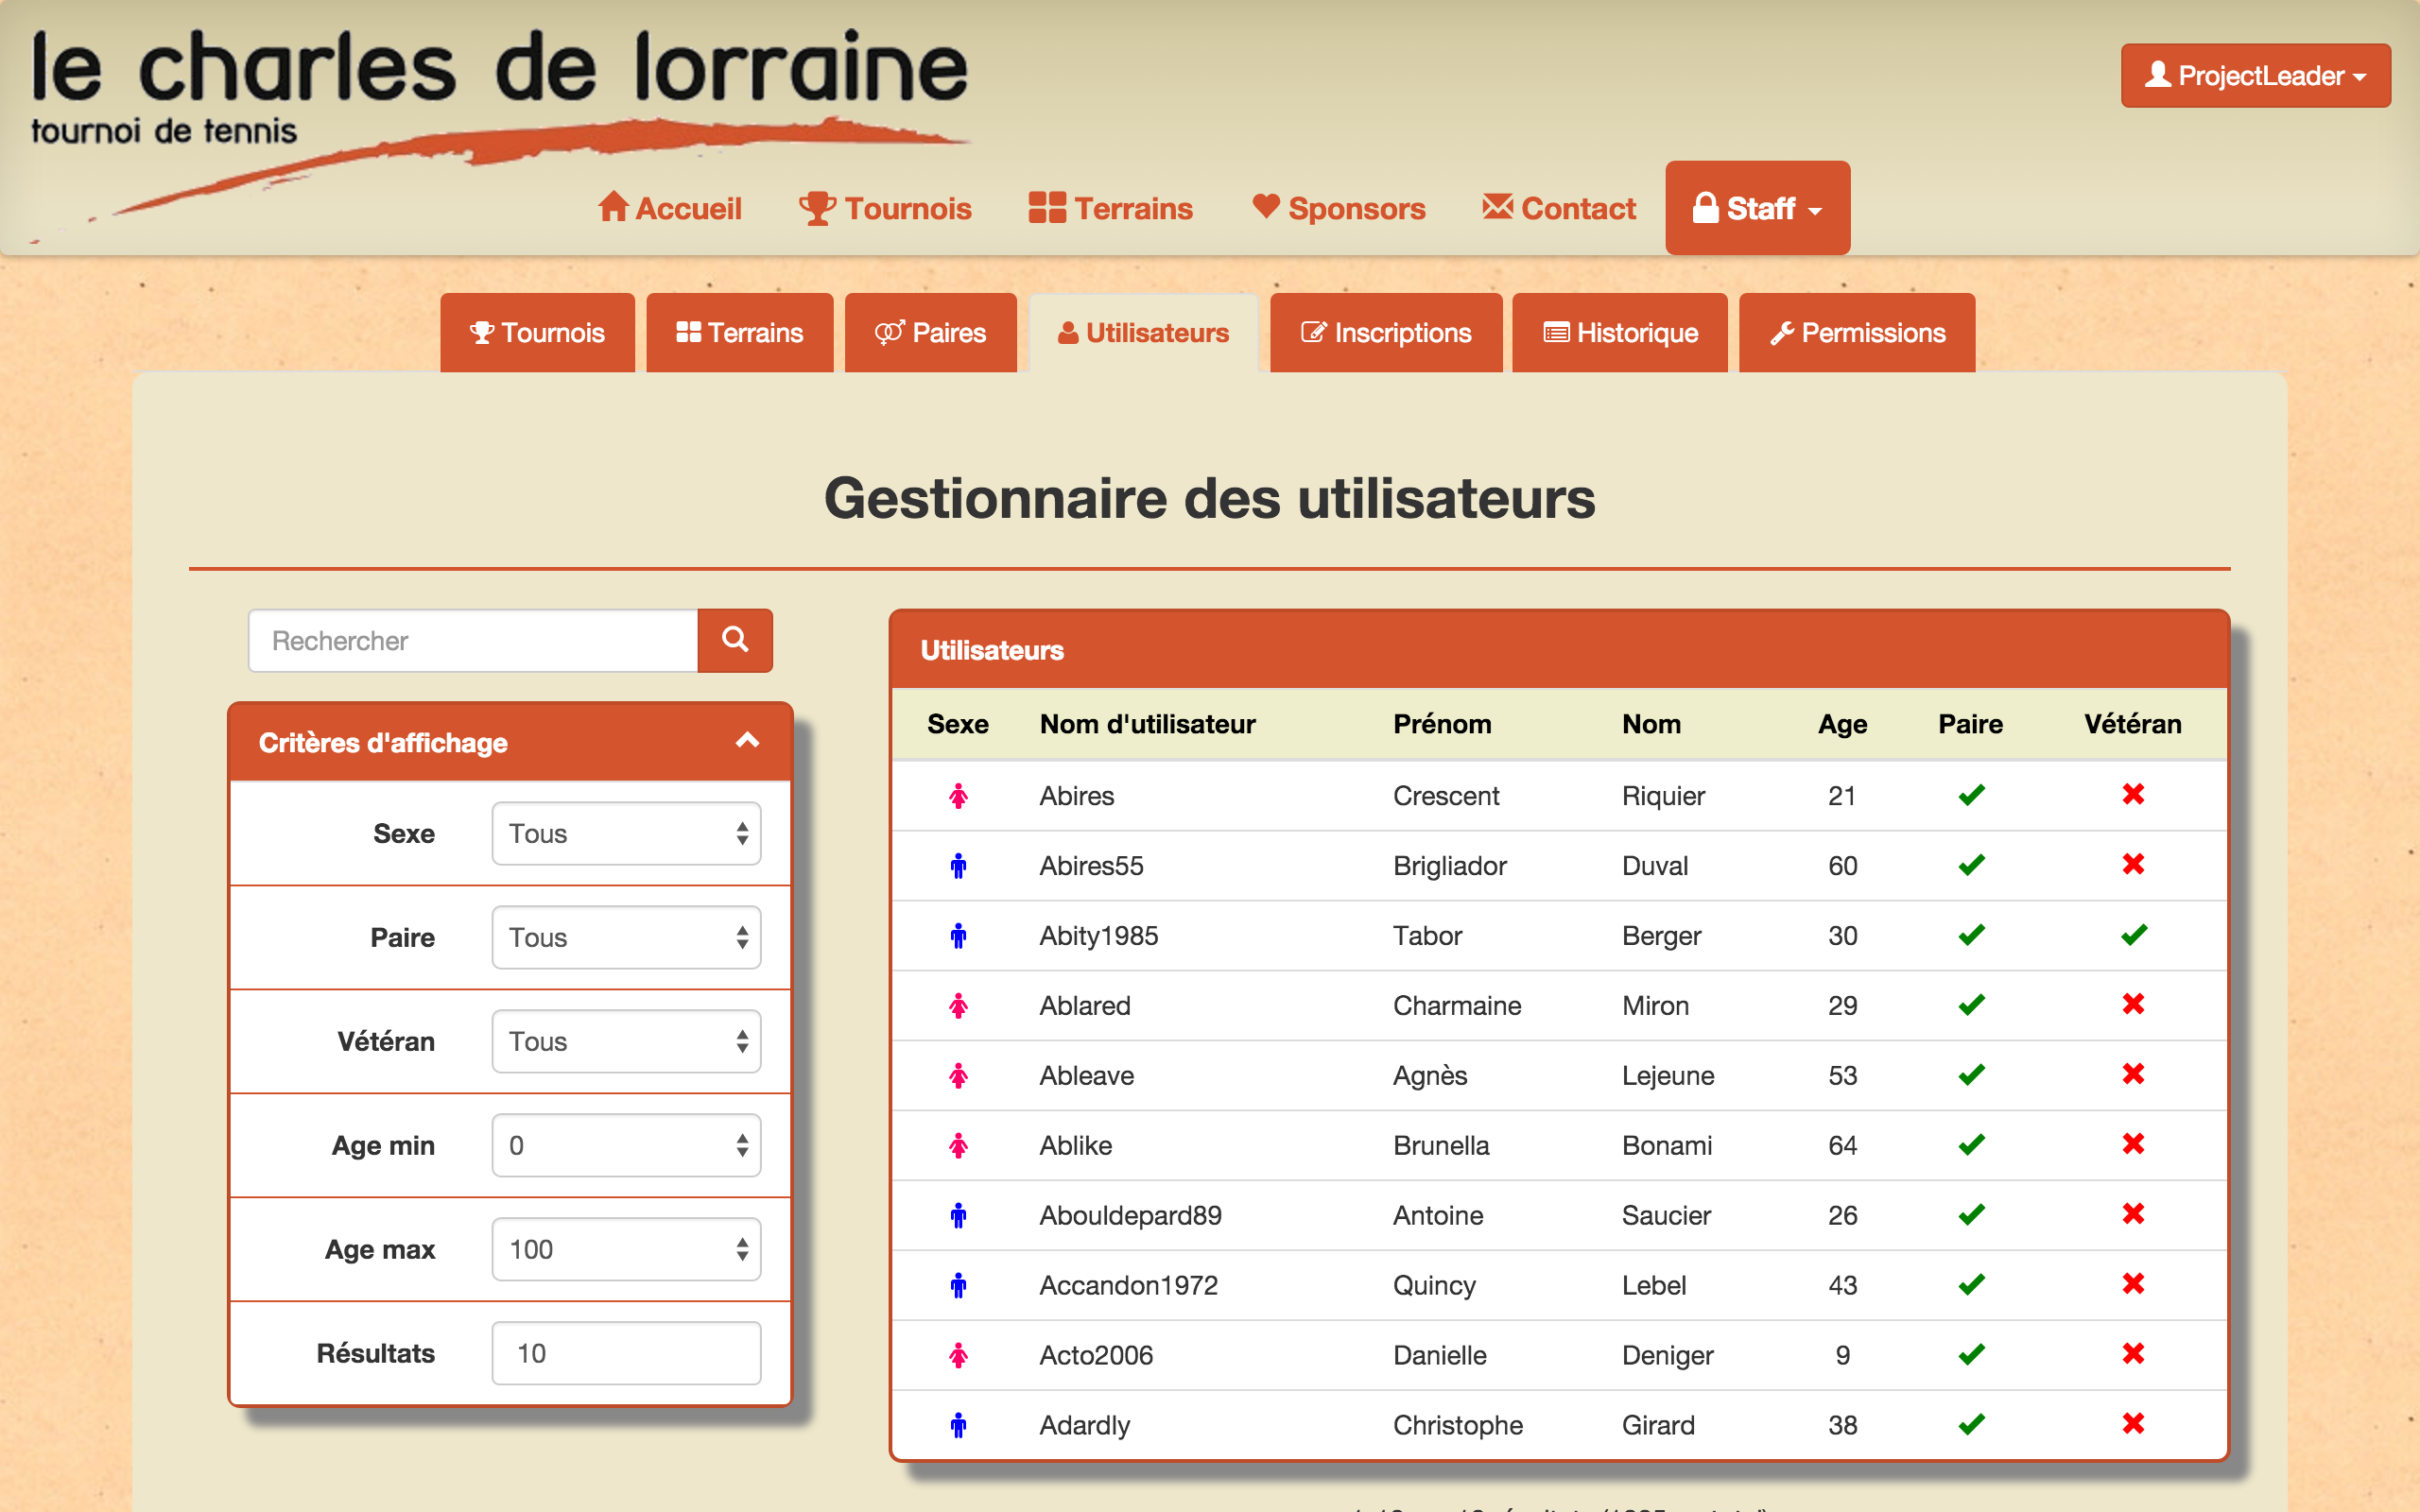 le charles de lorraine
tournoi de tennis
ProjectLeader
Accueil Tournois Terrains Sponsors Contact Staff
Tournois Terrains Paires Utilisateurs Inscriptions Historique Permissions
Gestionnaire des utilisateurs
Rechercher
Critères d'affichage
Sexe Tous
Paire Tous
Vétéran Tous
Age min 0
Age max 100
Résultats 10
Utilisateurs
Sexe Nom d'utilisateur Prénom Nom Age Paire Vétéran
Abires Crescent Riquier 21
Abires55 Brigliador Duval 60
Abity1985 Tabor Berger 30
Ablared Charmaine Miron 29
Ableave Agnès Lejeune 53
Ablike Brunella Bonami 64
Abouldepard89 Antoine Saucier 26
Accandon1972 Quincy Lebel 43
Acto2006 Danielle Deniger 9
Adardly Christophe Girard 38